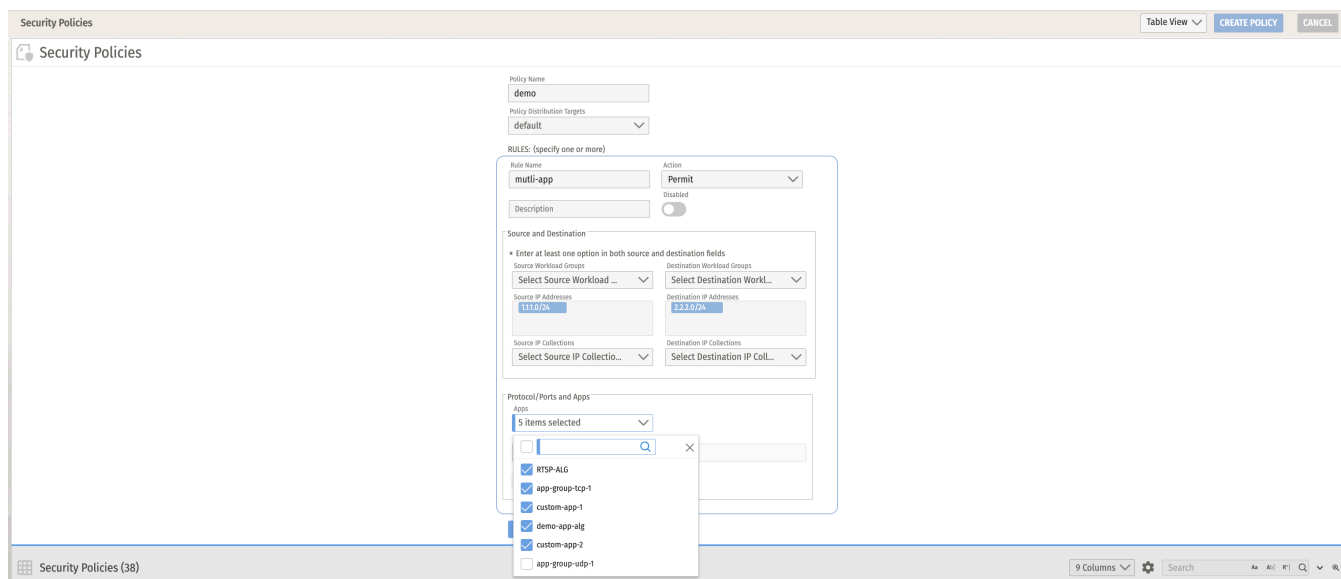 Security Policies
Table View
CREATE POLICY
CANCEL
Security Policies
Policy Name
demo
Policy Distribution Targets
default
RULES: (specify one or more)
Rule Name
Action
mutli-app
Permit
Disabled
Description
Source and Destination
* Enter at least one option in both source and destination fields
Source Workload Groups
Destination Workload Groups
Select Source Workload ...
Select Destination Workl...
Source IP Addresses
Destination IP Addresses
1.1.1.0/24
2.2.2.0/24
Source IP Collections
Destination IP Collections
Select Source IP Collectio...
Select Destination IP Coll...
Protocol/Ports and Apps
Apps
5 items selected
RTSP-ALG
app-group-tcp-1
custom-app-1
demo-app-alg
custom-app-2
app-group-udp-1
Security Policies (38)
9 Columns
Search